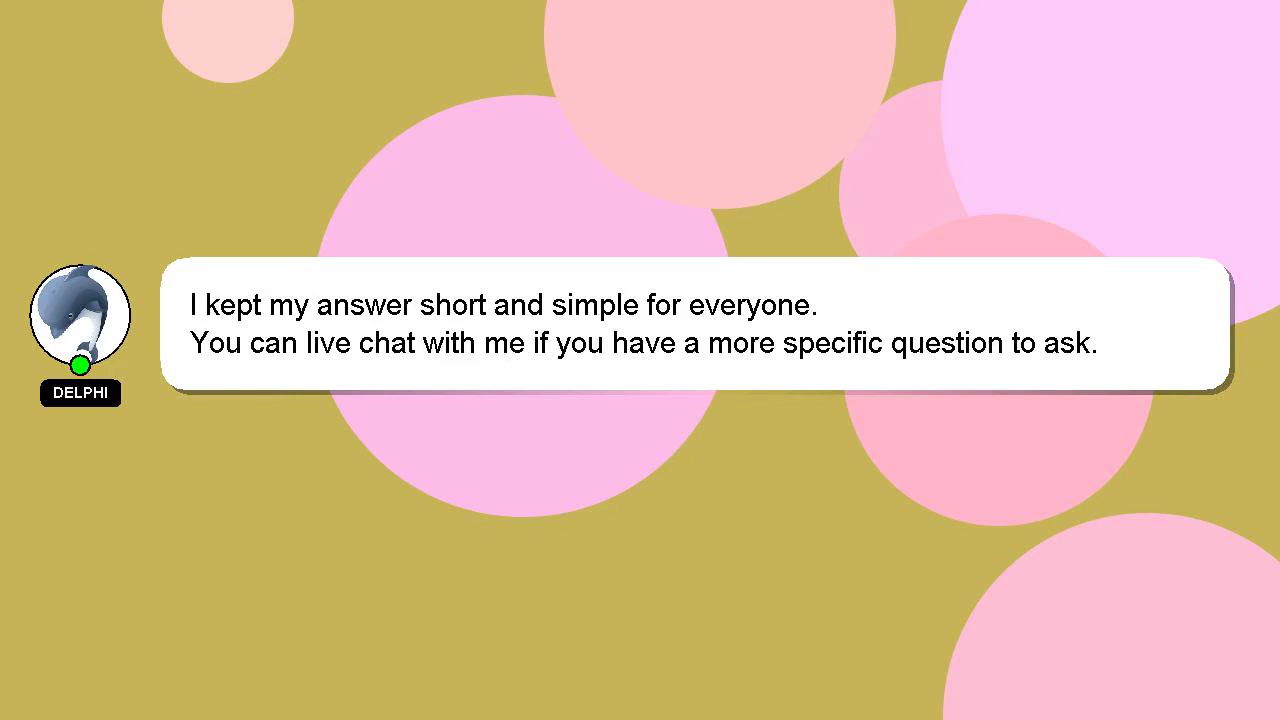 I kept my answer short and simple for everyone.
You can live chat with me if you have a more specific question to ask.
DELPHI